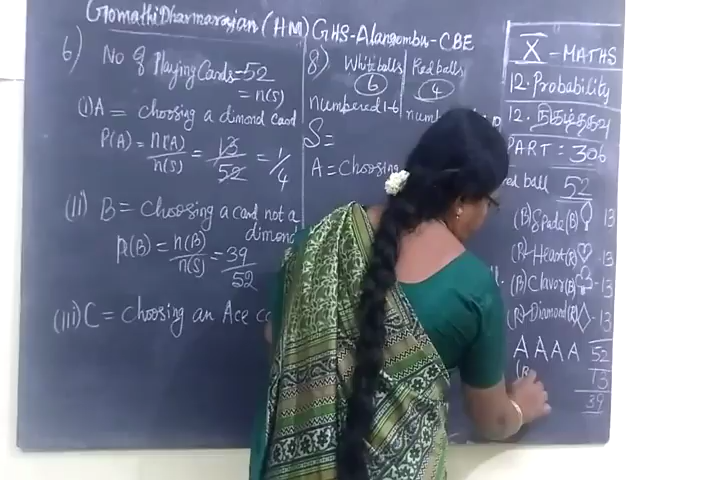 Gomathi Dharmarajan (HM) GHS-Alangombu-CBE
6) No of Playing Cards = 52
= n(S)
(i) A = choosing a dimond card
P(A) = n(A)/n(S) = 13/52 = 1/4
(ii) B = choosing a card not a
dimond
P(B) = n(B)/n(S) = 39/52
(iii) C = choosing an Ace
8) White balls Red balls
6 4
numbered 1-6
S =
A = Choosing
red ball
X - MATHS
12. Probability
12. நிகழ்தகவு
PART: 306
52
(B) Spade (B) 13
(R) Heart (R) - 13
(B) Clavor (B) - 13
(R) Diamond (R) - 13
A A A A 52
13
39